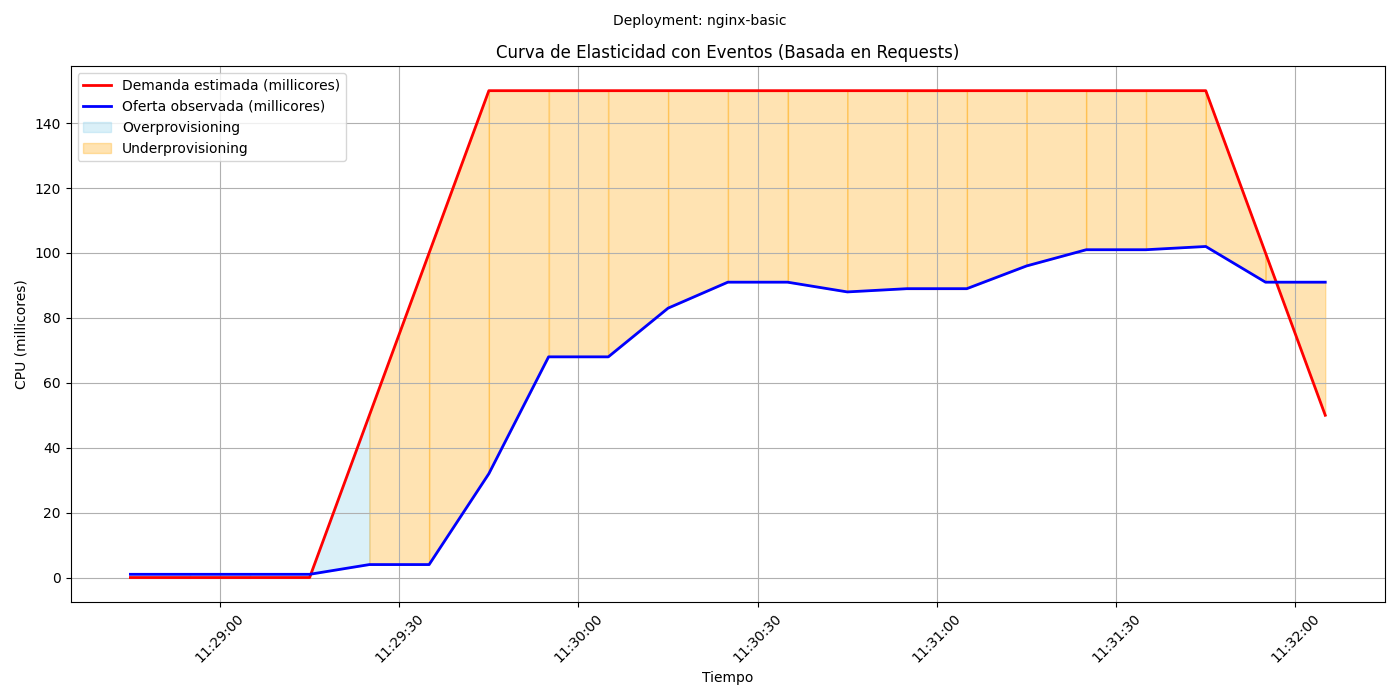 Deployment: nginx-basic
Curva de Elasticidad con Eventos (Basada en Requests)
Demanda estimada (millicores)
Oferta observada (millicores)
Overprovisioning
Underprovisioning
CPU (millicores)
140
120
100
80
60
40
20
0
11:29:00
11:29:30
11:30:00
11:30:30
11:31:00
11:31:30
11:32:00
Tiempo